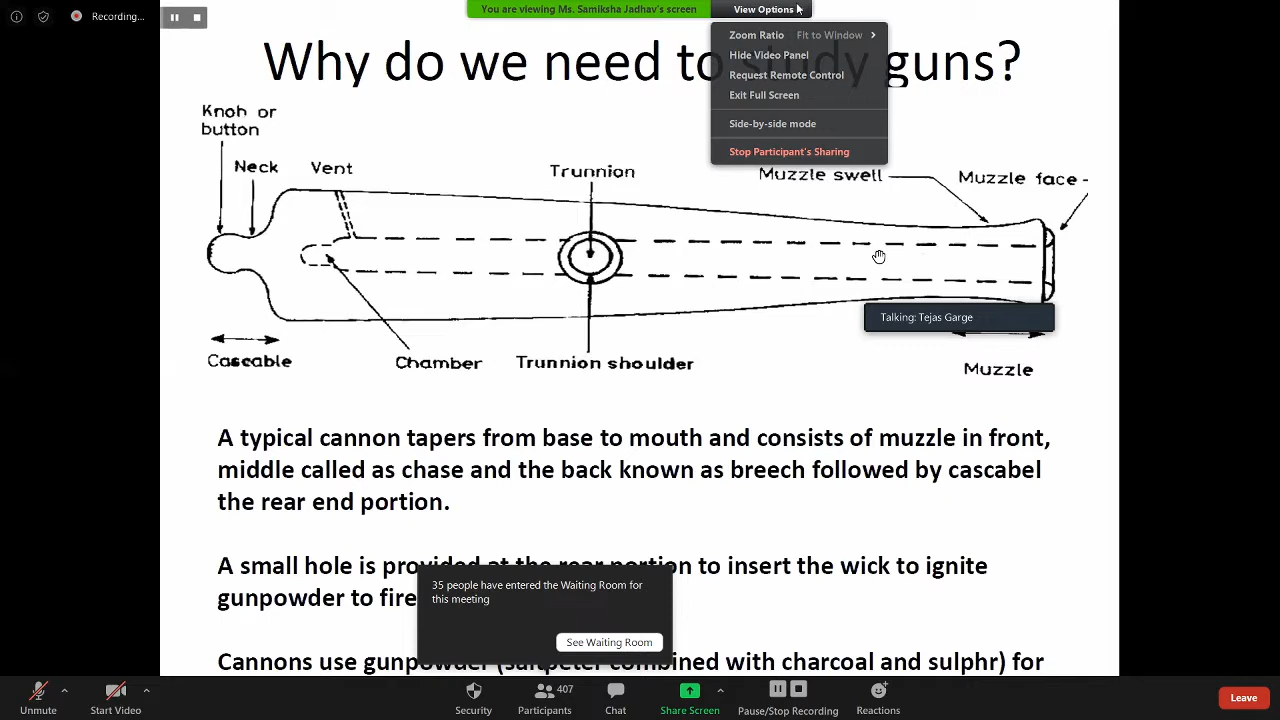 Recording...
You are viewing Ms. Samiksha Jadhav's screen
View Options
Zoom Ratio Fit to Window
Hide Video Panel
Request Remote Control
Exit Full Screen
Side-by-side mode
Stop Participant's Sharing
Why do we need to study guns?
Knob or
button
Neck
Vent
Trunnion
Muzzle swell
Muzzle face
Talking: Tejas Garge
Cascable
Chamber
Trunnion shoulder
Muzzle
A typical cannon tapers from base to mouth and consists of muzzle in front,
middle called as chase and the back known as breech followed by cascabel
the rear end portion.
A small hole is provided at the rear portion to insert the wick to ignite
gunpowder to fire
35 people have entered the Waiting Room for
this meeting
See Waiting Room
Cannons use gunpowder (saltpeter combined with charcoal and sulphr) for
Unmute
Start Video
Security
407
Participants
Chat
Share Screen
Pause/Stop Recording
Reactions
Leave